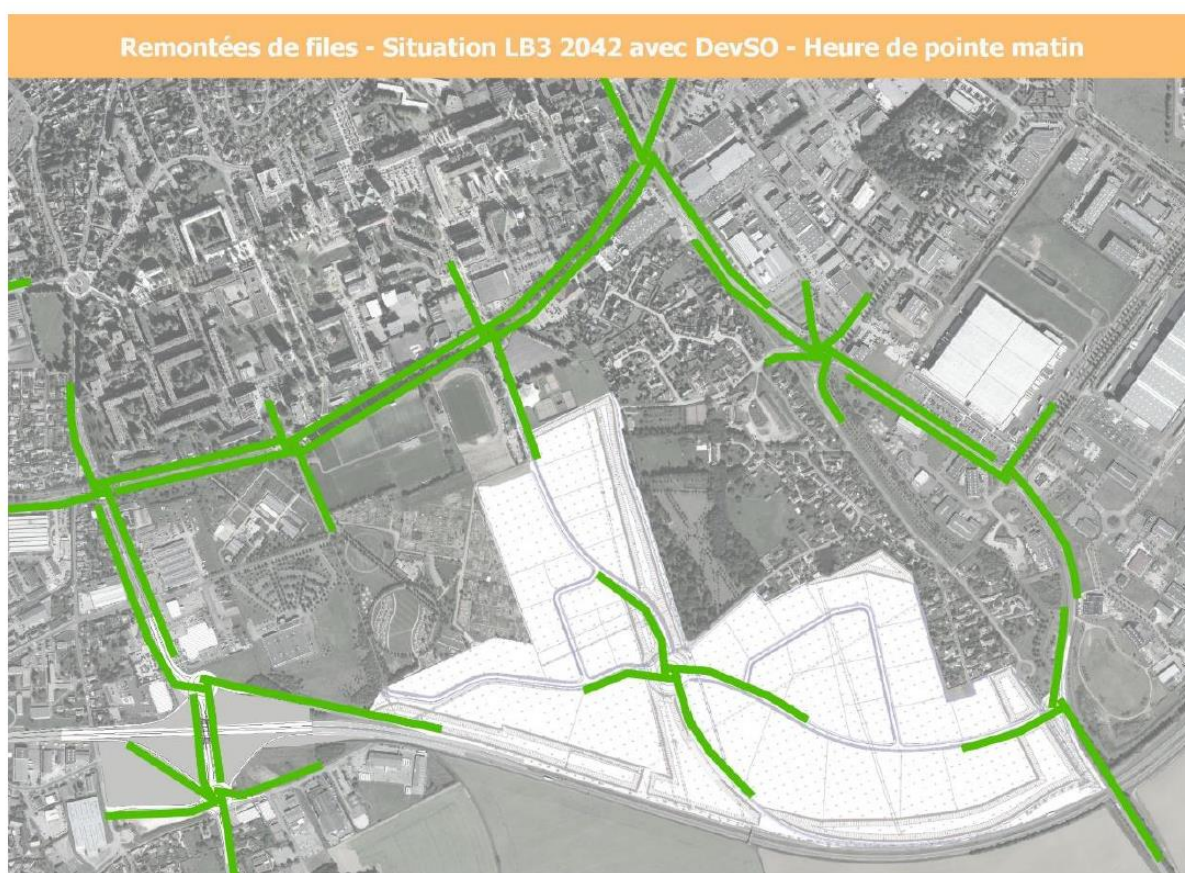 Remontées de files - Situation LB3 2042 avec DevSO - Heure de pointe matin